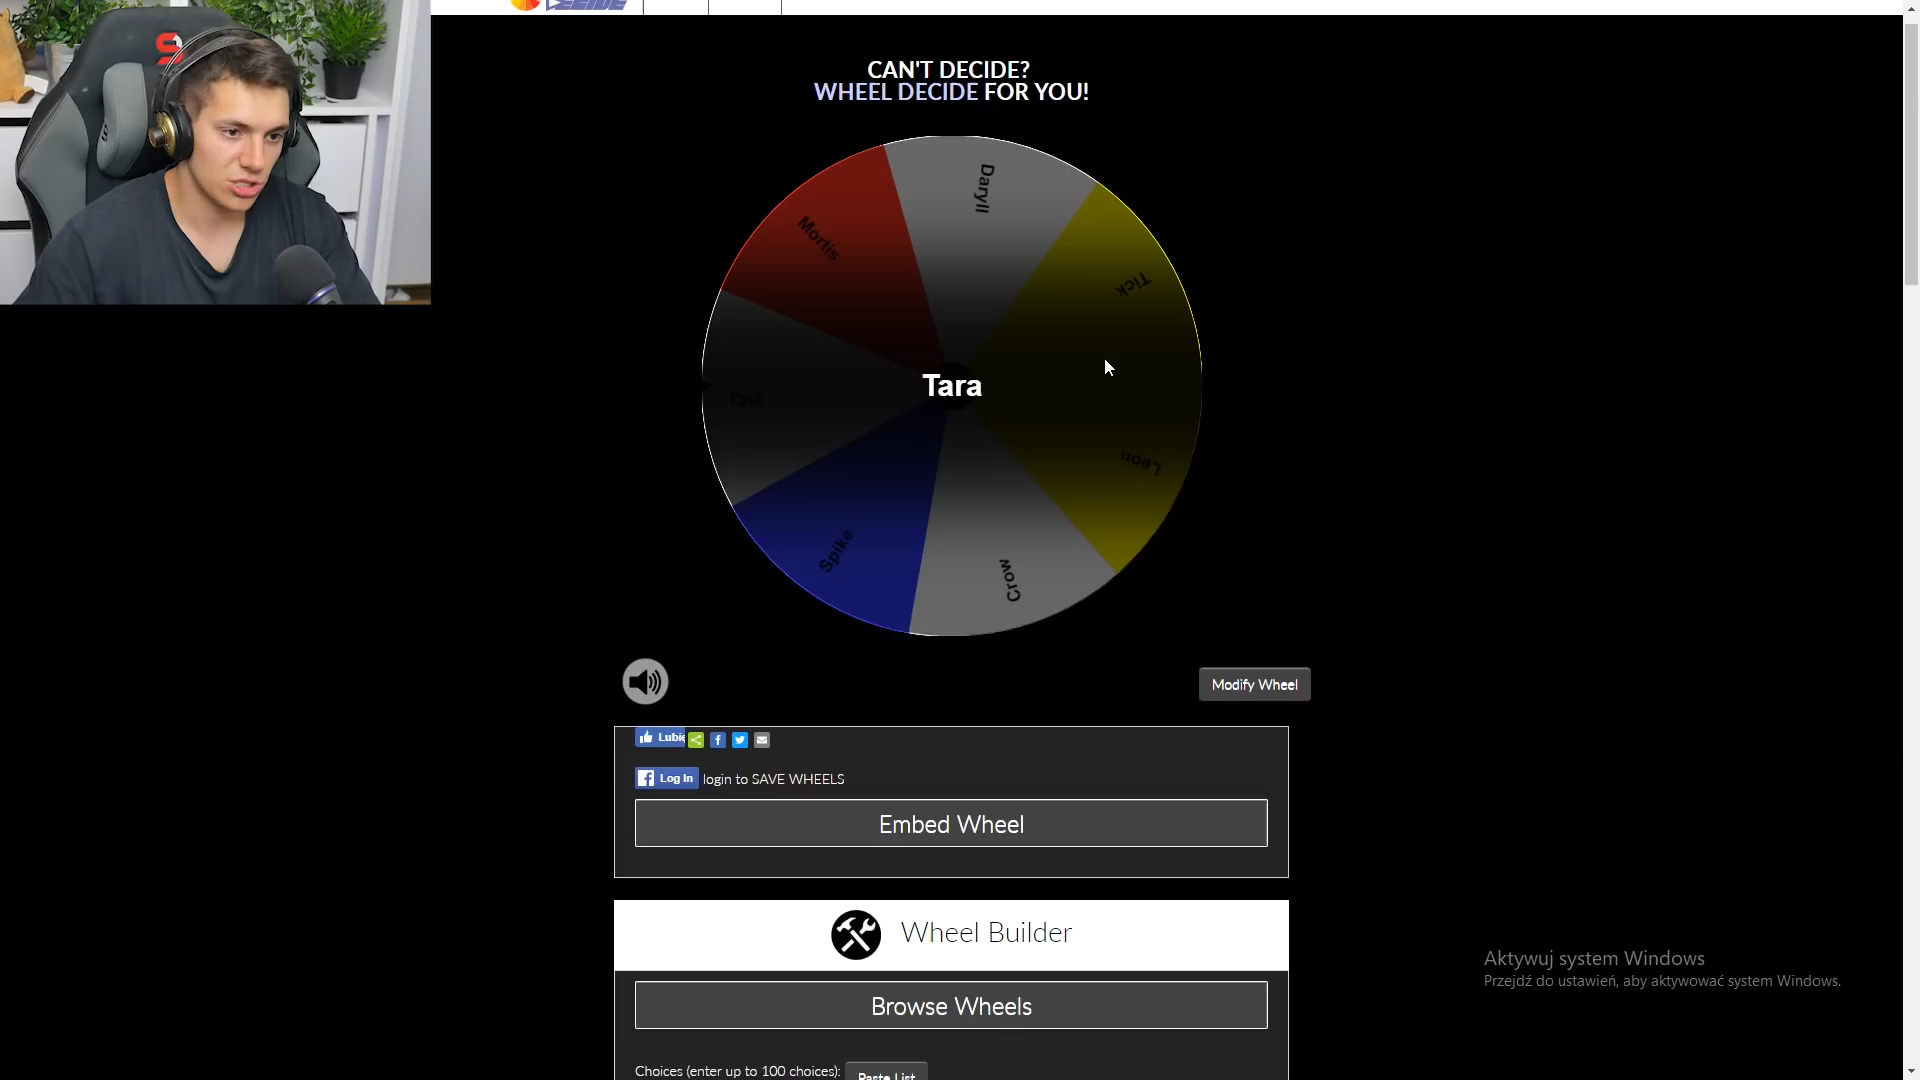 CAN'T DECIDE?
WHEEL DECIDE FOR YOU!
Daryll
Mortis
Tick
Tara
Tara
Leon
Spike
Crow
Modify Wheel
Lubię
Log In login to SAVE WHEELS
Embed Wheel
Wheel Builder
Browse Wheels
Aktywuj system Windows
Przejdź do ustawień, aby aktywować system Windows.
Choices (enter up to 100 choices): Paste List